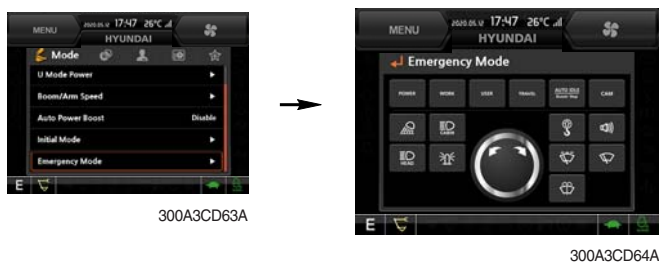 MENU
2020.05.12 17:47 26°C
HYUNDAI
Mode
U Mode Power
Boom/Arm Speed
Auto Power Boost Disable
Initial Mode
Emergency Mode
E
300A3CD63A
MENU
2020.05.12 17:47 26°C
HYUNDAI
Emergency Mode
POWER WORK USER TRAVEL AUTO IDLE CAM
CABIN
HEAD
E
300A3CD64A